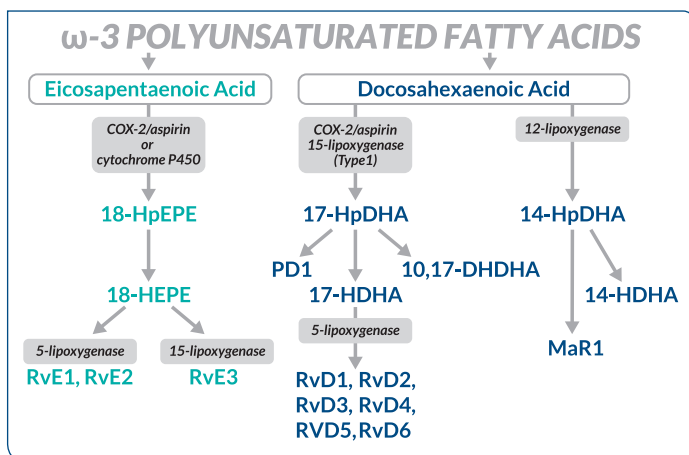 ω-3 POLYUNSATURATED FATTY ACIDS
Eicosapentaenoic Acid
Docosahexaenoic Acid
COX-2/aspirin
or
cytochrome P450
COX-2/aspirin
15-lipoxygenase
(Type1)
12-lipoxygenase
18-HpEPE
17-HpDHA
14-HpDHA
PD1
10,17-DHDHA
18-HEPE
17-HDHA
14-HDHA
5-lipoxygenase
15-lipoxygenase
5-lipoxygenase
MaR1
RvE1, RvE2
RvE3
RvD1, RvD2,
RvD3, RvD4,
RVD5, RvD6